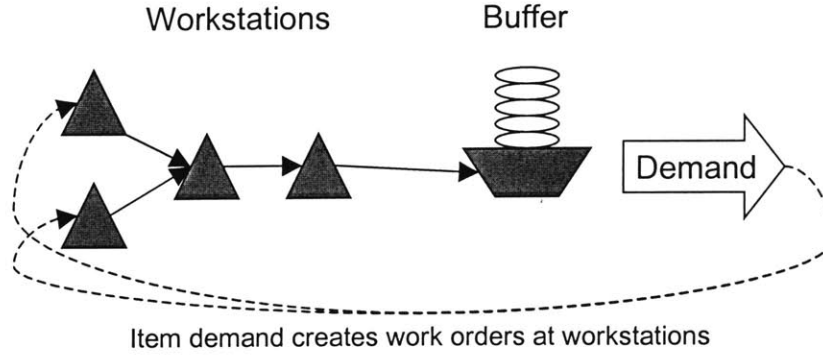 Workstations
Buffer
Demand
Item demand creates work orders at workstations